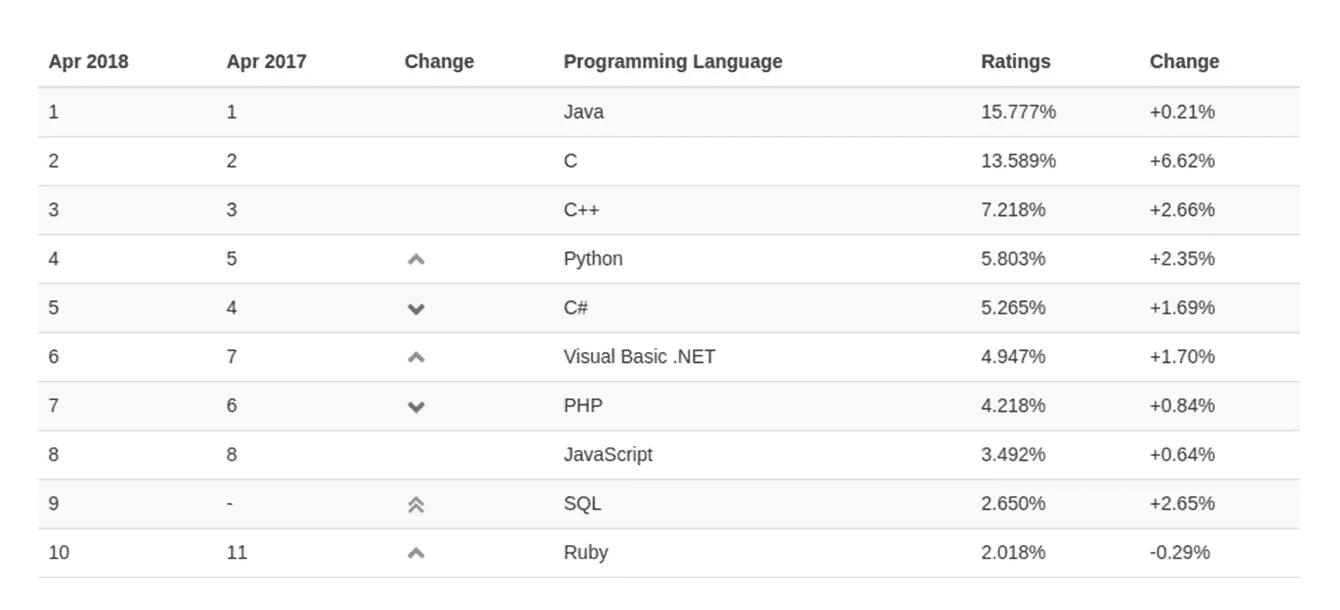 Apr 2018 Apr 2017 Change Programming Language Ratings Change
1 1 Java 15.777% +0.21%
2 2 C 13.589% +6.62%
3 3 C++ 7.218% +2.66%
4 5 Python 5.803% +2.35%
5 4 C# 5.265% +1.69%
6 7 Visual Basic .NET 4.947% +1.70%
7 6 PHP 4.218% +0.84%
8 8 JavaScript 3.492% +0.64%
9 - SQL 2.650% +2.65%
10 11 Ruby 2.018% -0.29%